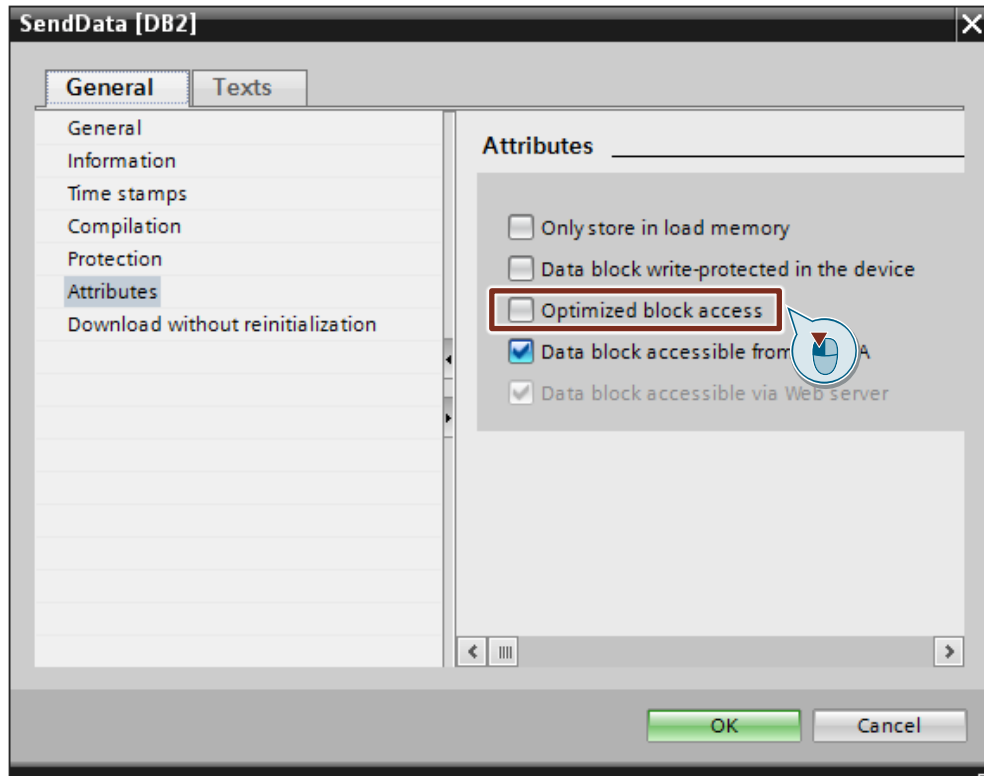 SendData [DB2]
General
Texts
General
Information
Time stamps
Compilation
Protection
Attributes
Download without reinitialization
Attributes
Only store in load memory
Data block write-protected in the device
Optimized block access
Data block accessible from A
Data block accessible via Web server
OK
Cancel